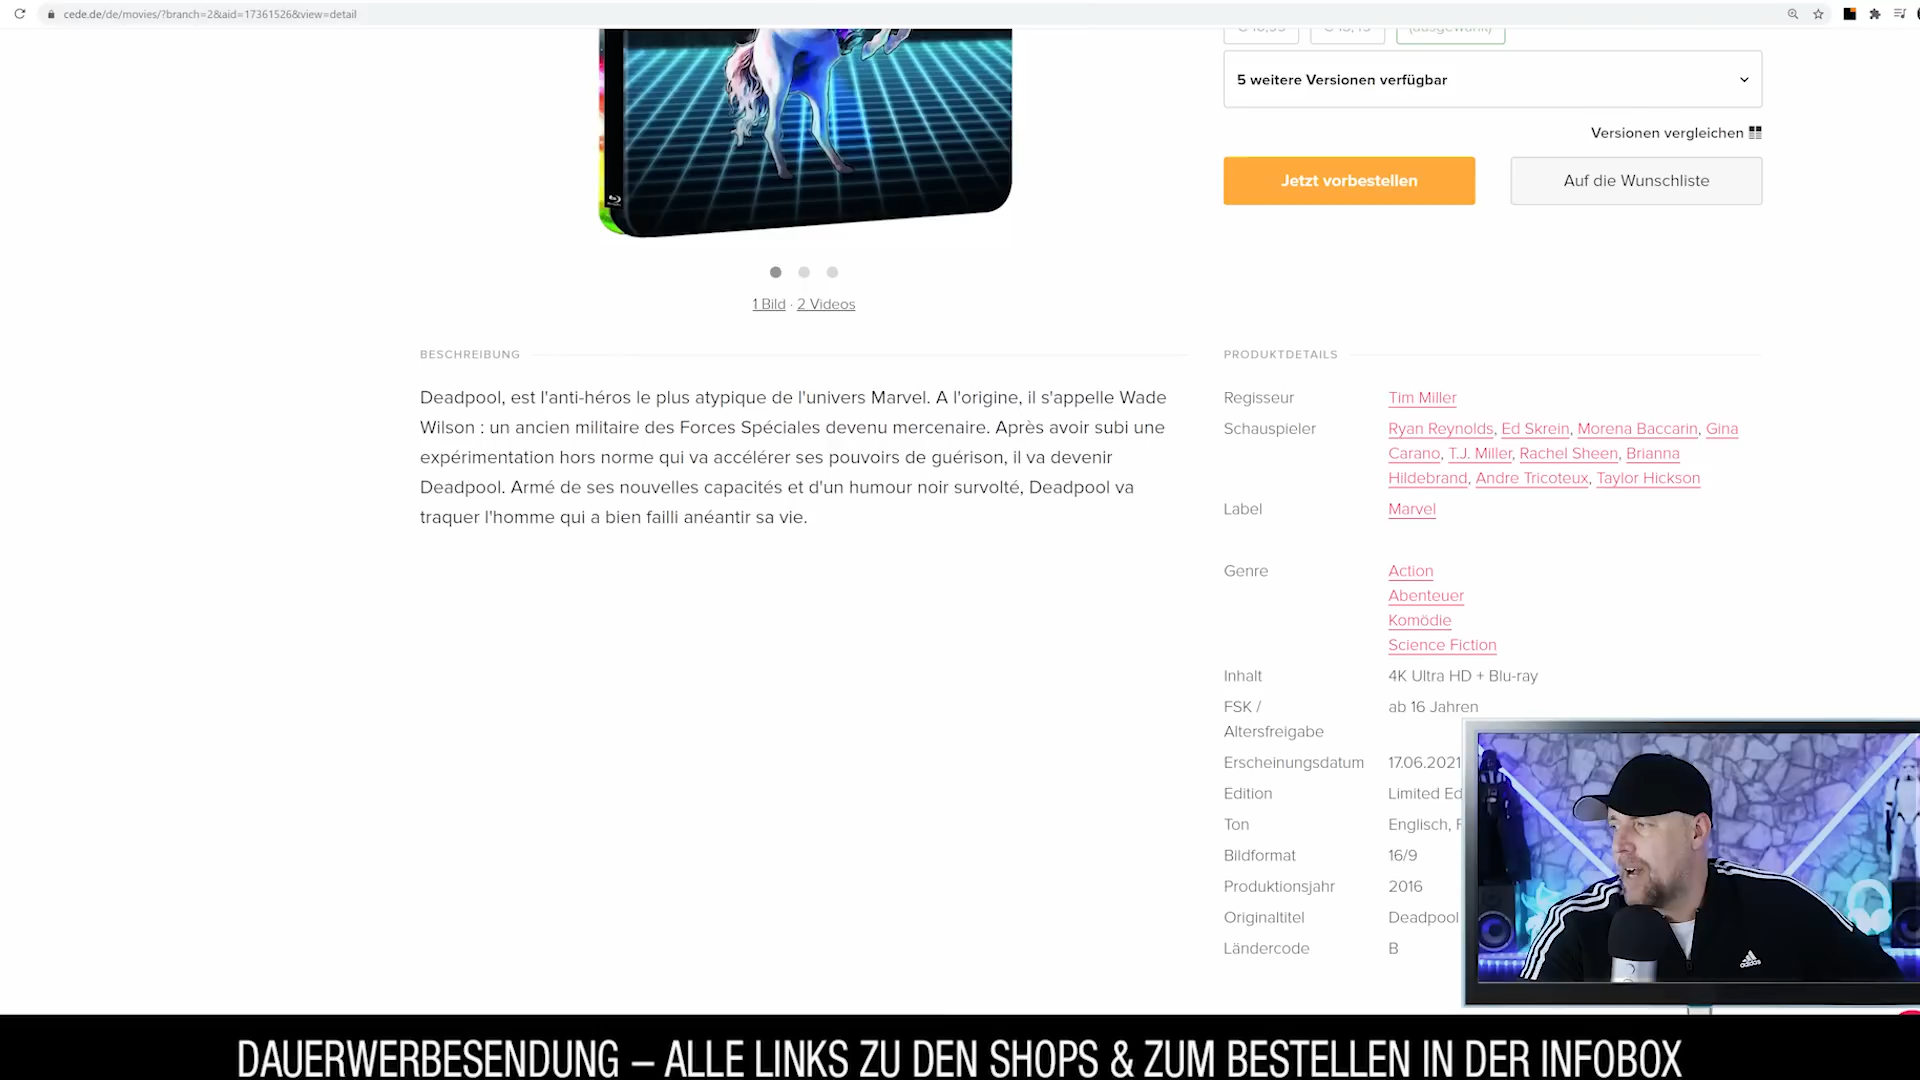 cede.de/de/movies/?branch=2&aid=17361526&view=detail
(ausgewählt)
5 weitere Versionen verfügbar
Versionen vergleichen
Jetzt vorbestellen
Auf die Wunschliste
1 Bild · 2 Videos
BESCHREIBUNG
Deadpool, est l'anti-héros le plus atypique de l'univers Marvel. A l'origine, il s'appelle Wade
Wilson : un ancien militaire des Forces Spéciales devenu mercenaire. Après avoir subi une
expérimentation hors norme qui va accélérer ses pouvoirs de guérison, il va devenir
Deadpool. Armé de ses nouvelles capacités et d'un humour noir survolté, Deadpool va
traquer l'homme qui a bien failli anéantir sa vie.
PRODUKTDETAILS
Regisseur Tim Miller
Schauspieler Ryan Reynolds, Ed Skrein, Morena Baccarin, Gina
Carano, T.J. Miller, Rachel Sheen, Brianna
Hildebrand, Andre Tricoteux, Taylor Hickson
Label Marvel
Genre Action
Abenteuer
Komödie
Science Fiction
Inhalt 4K Ultra HD + Blu-ray
FSK / ab 16 Jahren
Altersfreigabe
Erscheinungsdatum 17.06.2021
Edition Limited Ed
Ton Englisch, F
Bildformat 16/9
Produktionsjahr 2016
Originaltitel Deadpool
Ländercode B
adidas
DAUERWERBESENDUNG – ALLE LINKS ZU DEN SHOPS & ZUM BESTELLEN IN DER INFOBOX